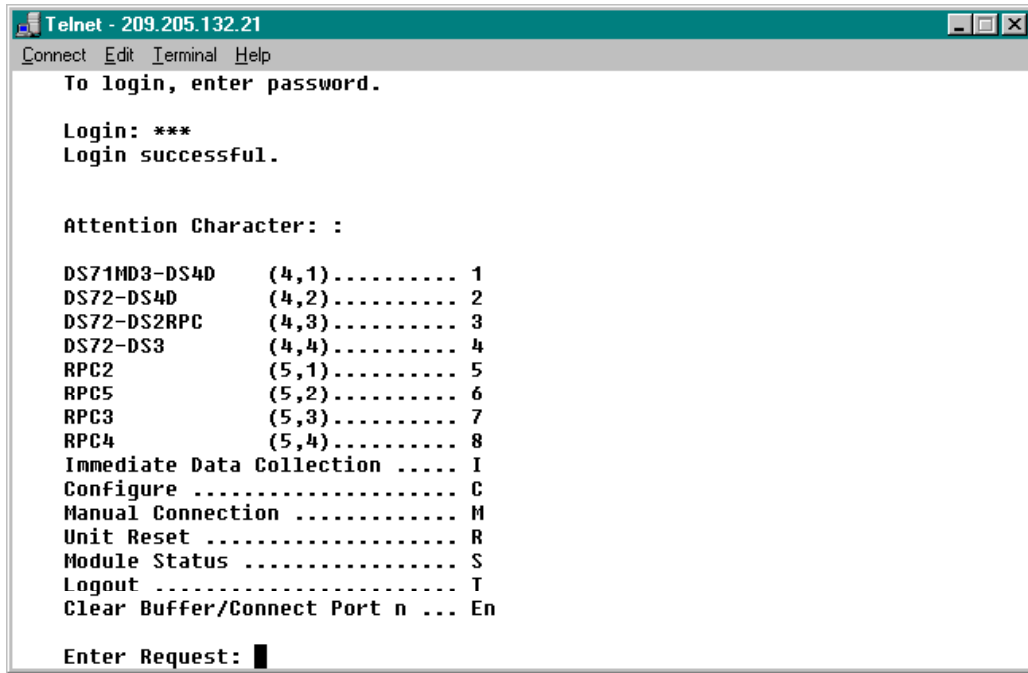 Telnet - 209.205.132.21
Connect Edit Terminal Help
To login, enter password.
Login: ***
Login successful.
Attention Character: :
DS71MD3-DS4D (4,1).......... 1
DS72-DS4D (4,2).......... 2
DS72-DS2RPC (4,3).......... 3
DS72-DS3 (4,4).......... 4
RPC2 (5,1).......... 5
RPC5 (5,2).......... 6
RPC3 (5,3).......... 7
RPC4 (5,4).......... 8
Immediate Data Collection ..... I
Configure ..................... C
Manual Connection ............. M
Unit Reset .................... R
Module Status ................. S
Logout ........................ T
Clear Buffer/Connect Port n ... En
Enter Request: